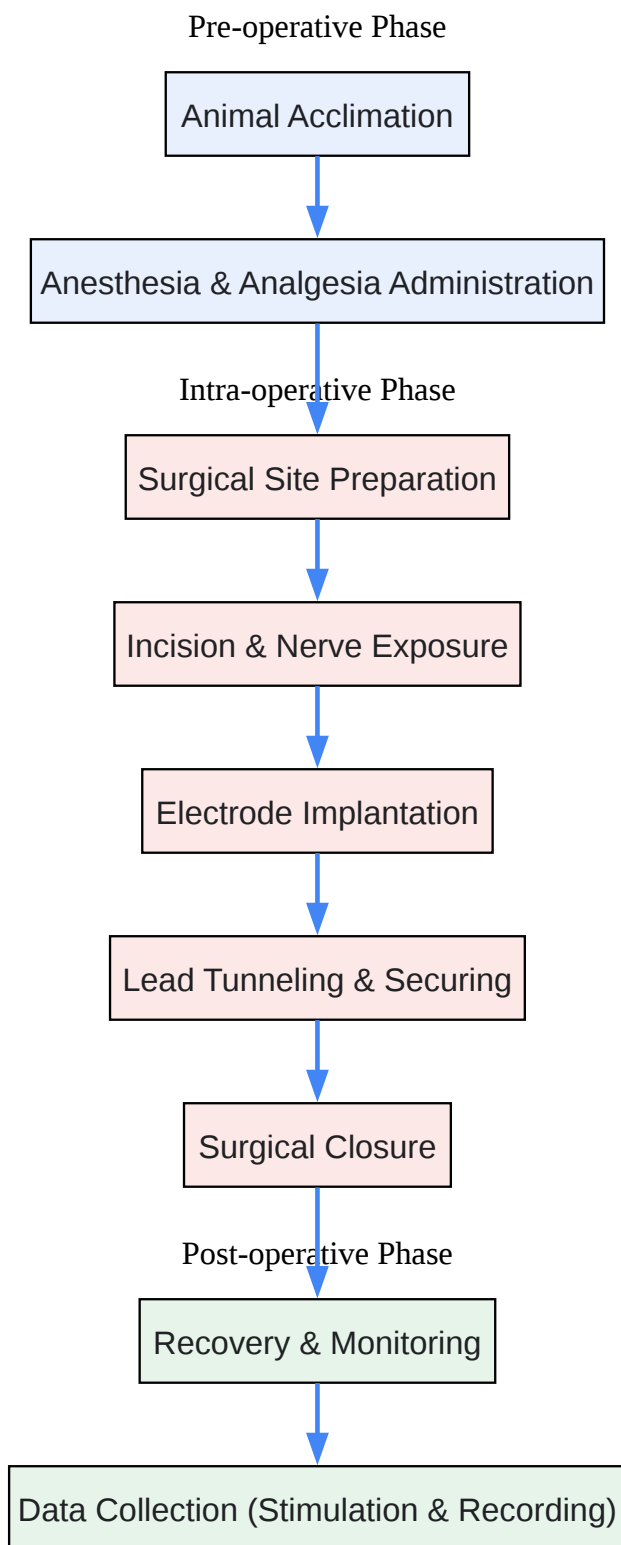 Pre-operative Phase
Animal Acclimation
Anesthesia & Analgesia Administration
Intra-operative Phase
Surgical Site Preparation
Incision & Nerve Exposure
Electrode Implantation
Lead Tunneling & Securing
Surgical Closure
Post-operative Phase
Recovery & Monitoring
Data Collection (Stimulation & Recording)